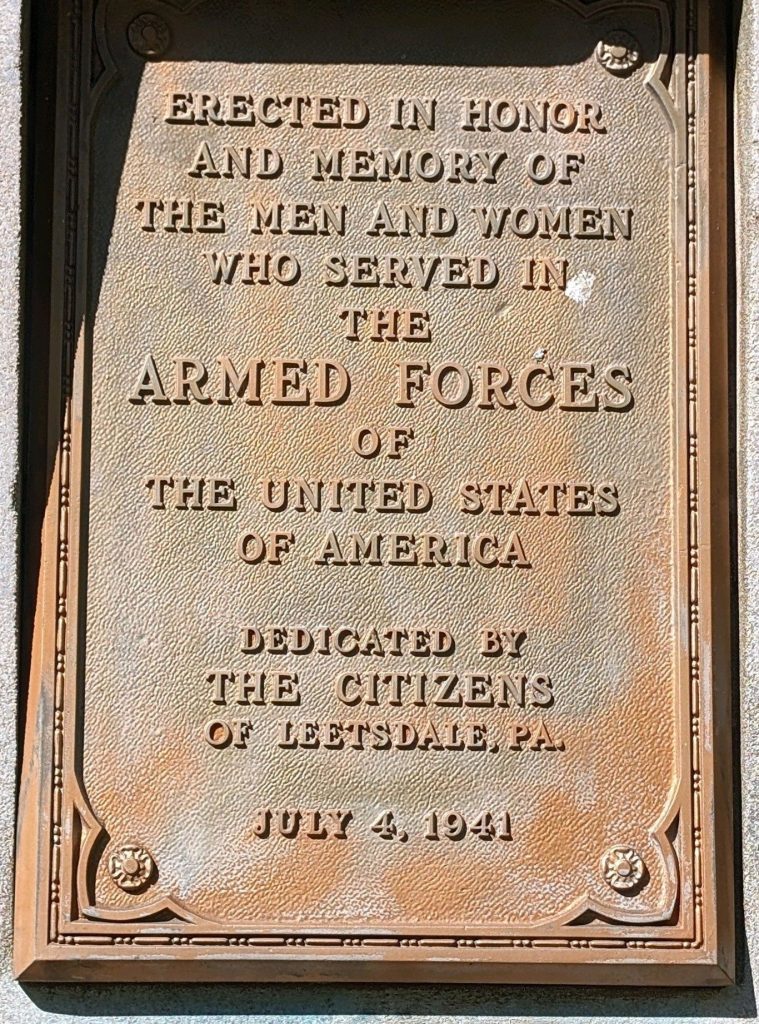 ERECTED IN HONOR
AND MEMORY OF
THE MEN AND WOMEN
WHO SERVED IN
THE
ARMED FORCES
OF
THE UNITED STATES
OF AMERICA
DEDICATED BY
THE CITIZENS
OF LEETSDALE, PA.
JULY 4, 1941